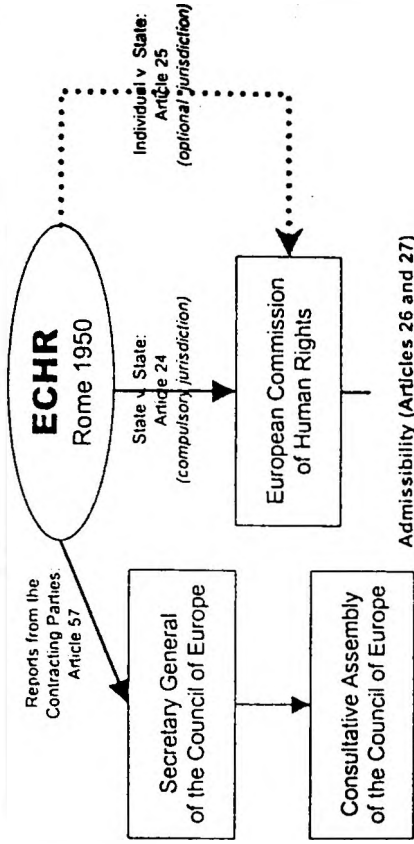 ECHR
Rome 1950
Reports from the
Contracting Parties:
Article 57
State v State:
Article 24
(compulsory jurisdiction)
Individual v State:
Article 25
(optional jurisdiction)
Secretary General
of the Council of Europe
European Commission
of Human Rights
Consultative Assembly
of the Council of Europe
Admissibility (Articles 26 and 27)